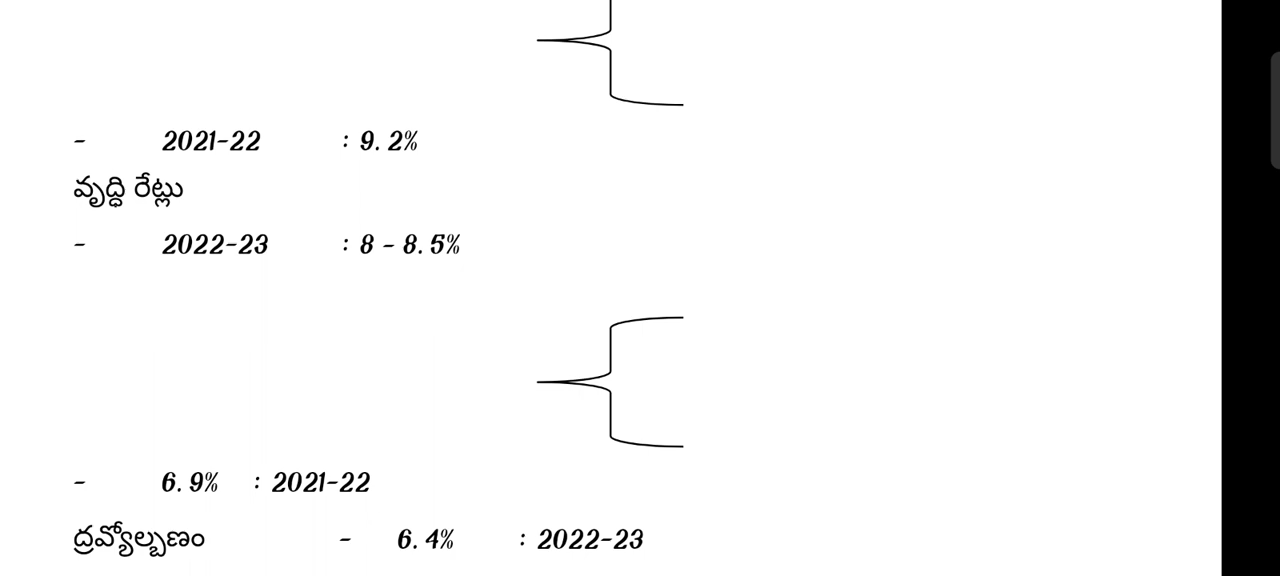 - 2021-22 : 9.2%
వృద్ధి రేట్లు
- 2022-23 : 8 - 8.5%
- 6.9% : 2021-22
ద్రవ్యోల్బణం - 6.4% : 2022-23